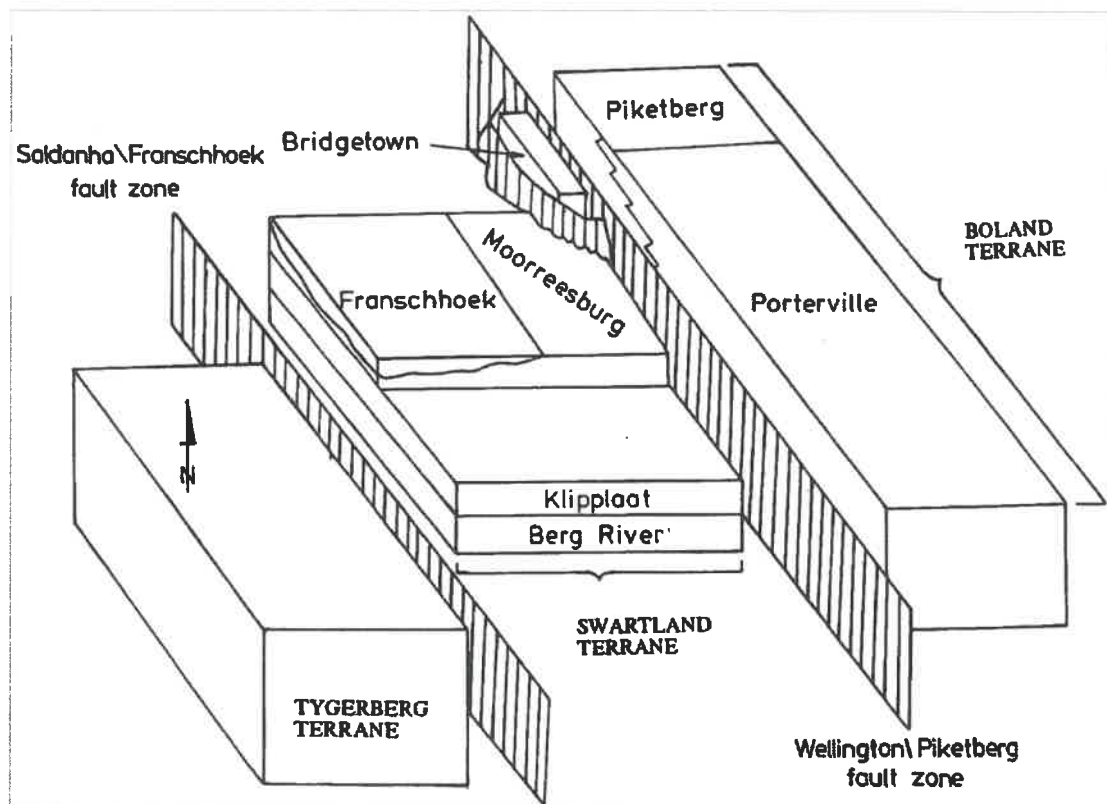 Piketberg
Bridgetown
Saldanha\Franschhoek
fault zone
BOLAND
TERRANE
Moorreesburg
Franschhoek
Porterville
N
Klipplaat
Berg River
SWARTLAND
TERRANE
TYGERBERG
TERRANE
Wellington\Piketberg
fault zone